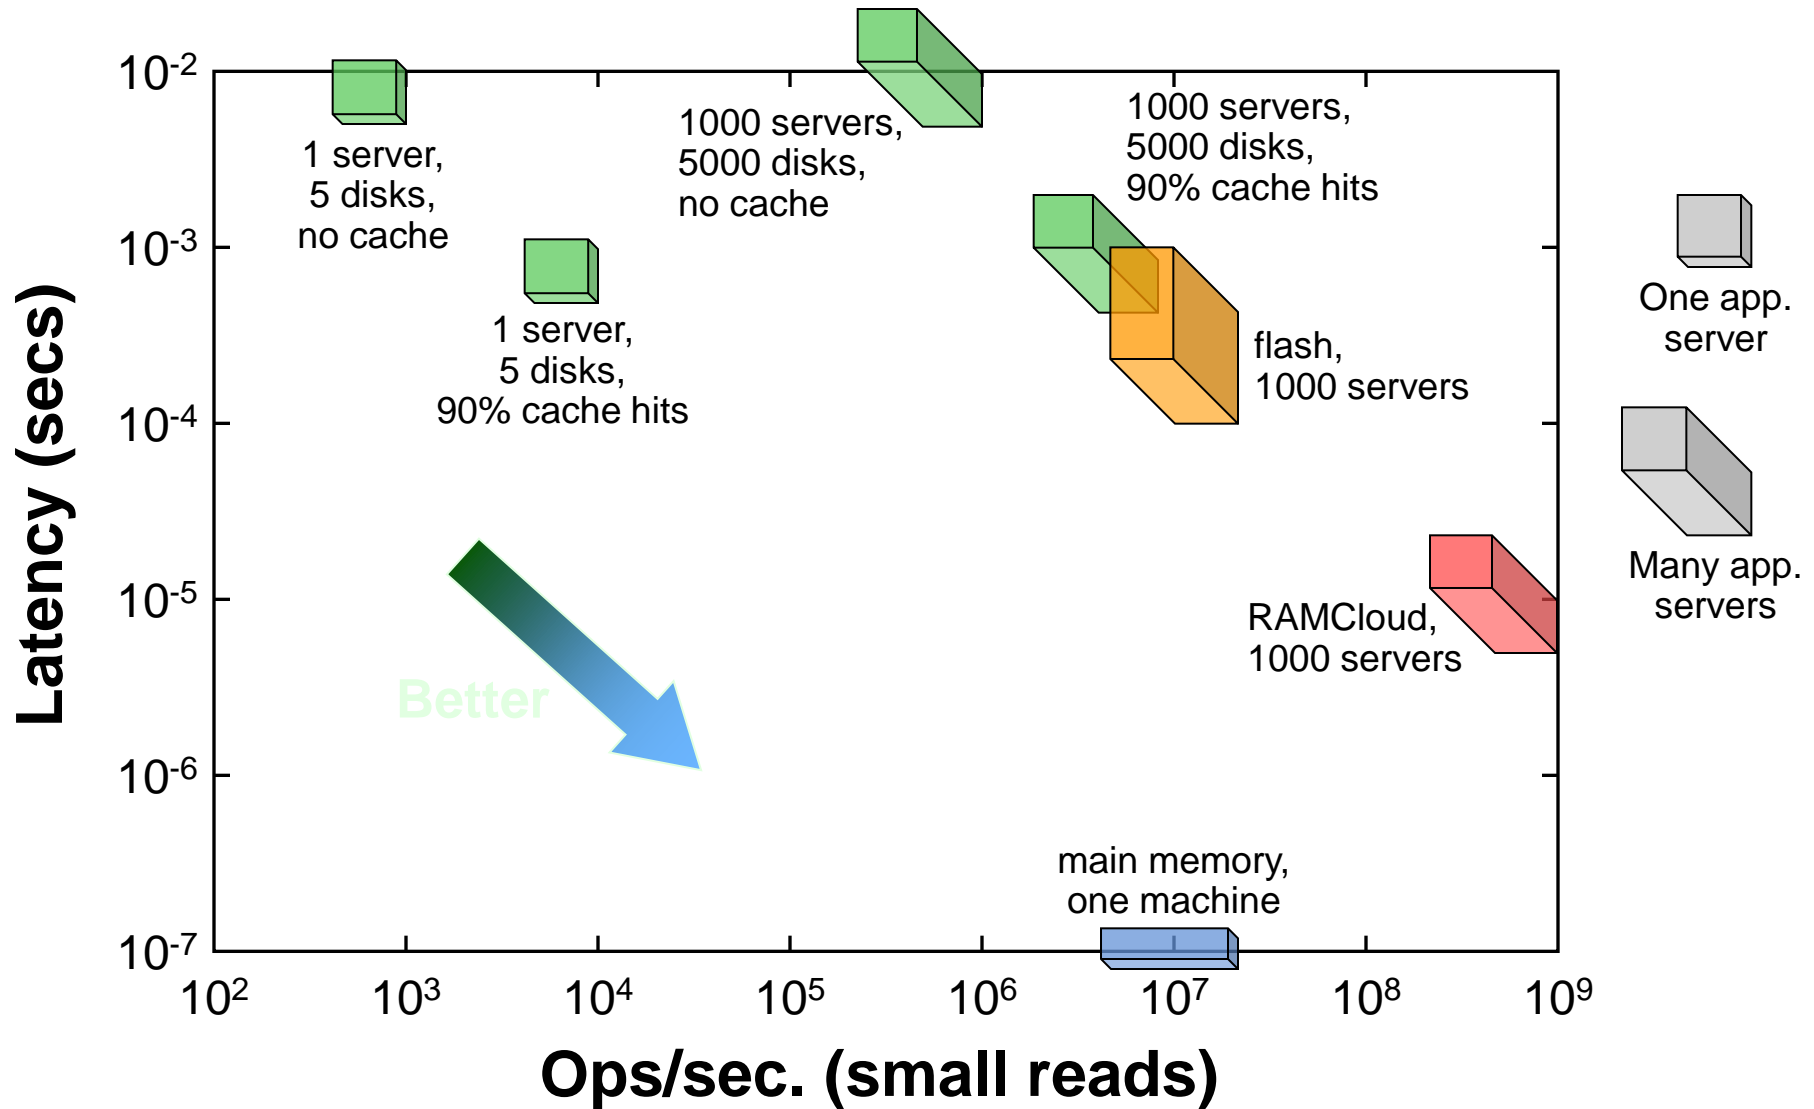 10-2
10-3
10-4
10-5
10-6
10-7
Latency (secs)
1 server,
5 disks,
no cache
1 server,
5 disks,
90% cache hits
1000 servers,
5000 disks,
no cache
1000 servers,
5000 disks,
90% cache hits
flash,
1000 servers
One app.
server
Many app.
servers
RAMCloud,
1000 servers
Better
main memory,
one machine
102 103 104 105 106 107 108 109
Ops/sec. (small reads)